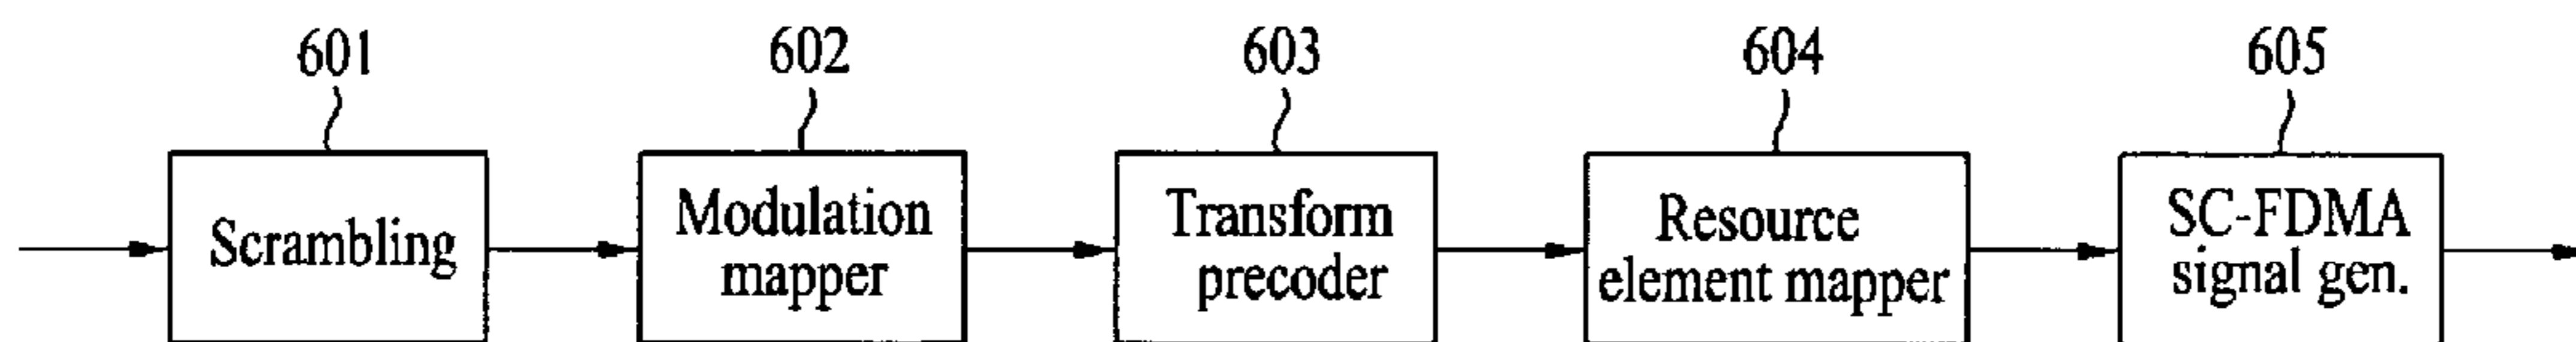 601
602
603
604
605
Scrambling
Modulation
mapper
Transform
precoder
Resource
element mapper
SC-FDMA
signal gen.